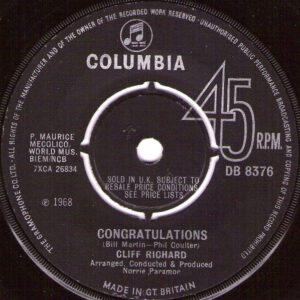 THE GRAMOPHONE CO. LTD. ALL RIGHTS OF THE MANUFACTURER AND OF THE OWNER OF THE RECORDED WORK RESERVED UNAUTHORISED PUBLIC PERFORMANCE BROADCASTING AND COPYING OF THIS RECORD PROHIBITED
COLUMBIA
45 R.P.M.
P. MAURICE
MECOLICO.
WORLD MUS.
BIEM/NCB
7XCA 26834
DB 8376
SOLD IN U.K. SUBJECT TO
RESALE PRICE CONDITIONS
SEE PRICE LISTS
℗ 1968
CONGRATULATIONS
(Bill Martin–Phil Coulter)
CLIFF RICHARD
Arranged, Conducted & Produced
Norrie Paramor
MADE IN GT. BRITAIN